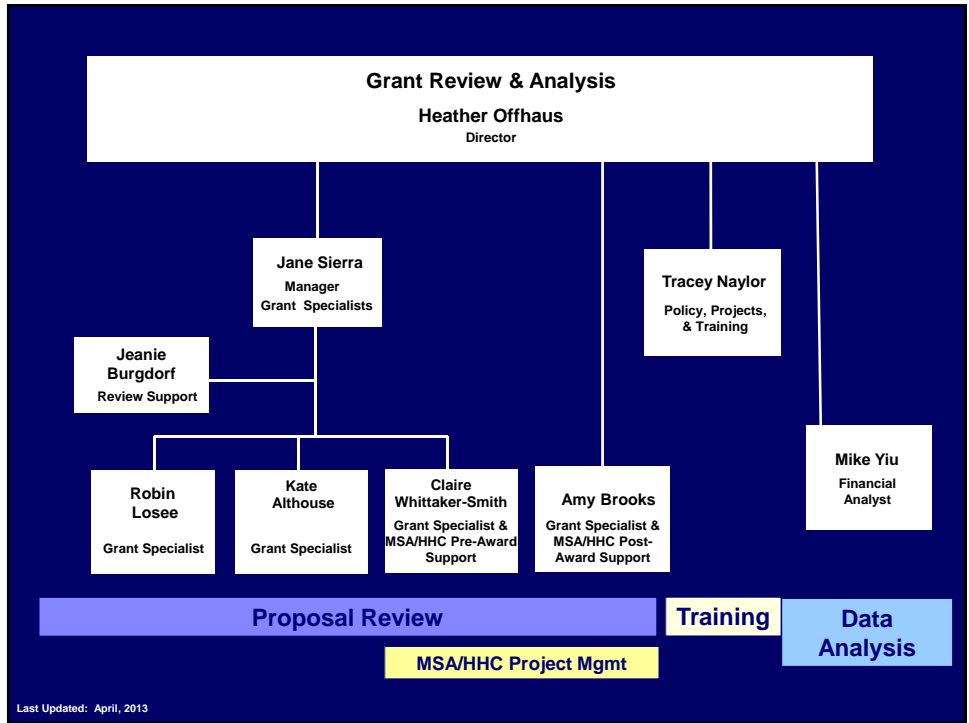 Grant Review & Analysis
Heather Offhaus
Director
Jane Sierra
Manager
Grant Specialists
Tracey Naylor
Policy, Projects,
& Training
Jeanie
Burgdorf
Review Support
Mike Yiu
Financial
Analyst
Robin
Losee
Grant Specialist
Kate
Althouse
Grant Specialist
Claire
Whittaker-Smith
Grant Specialist &
MSA/HHC Pre-Award
Support
Amy Brooks
Grant Specialist &
MSA/HHC Post-
Award Support
Proposal Review
Training
Data
Analysis
MSA/HHC Project Mgmt
Last Updated: April, 2013